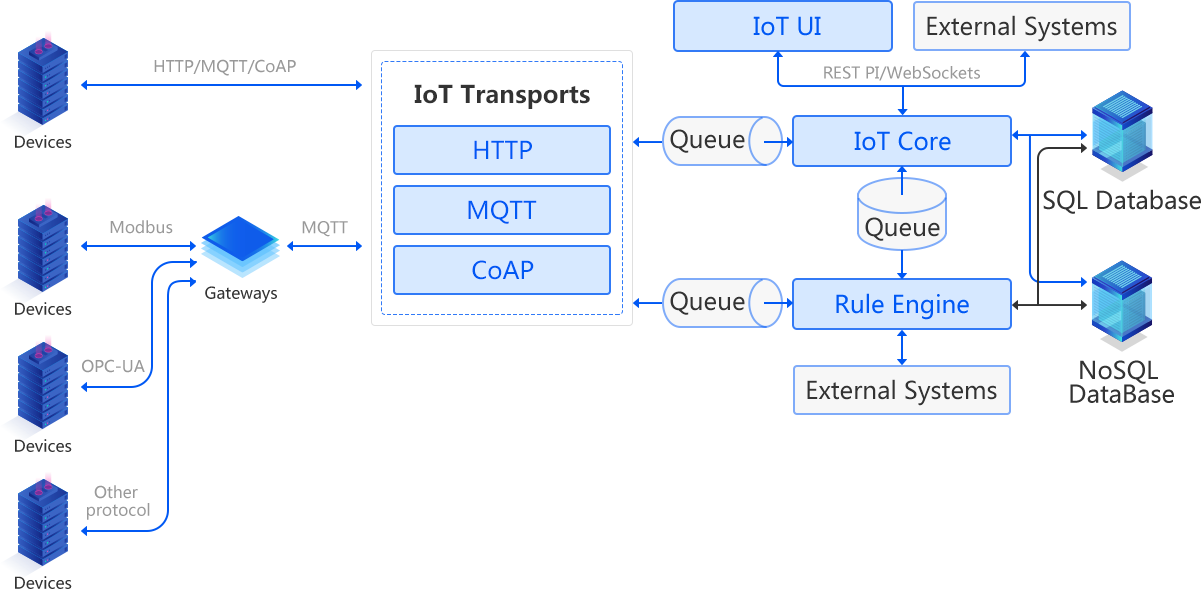 IoT UI
External Systems
HTTP/MQTT/CoAP
REST PI/WebSockets
IoT Transports
Devices
HTTP
Queue
IoT Core
MQTT
SQL Database
Modbus
MQTT
Queue
CoAP
Gateways
Devices
Queue
Rule Engine
OPC-UA
NoSQL
DataBase
External Systems
Devices
Other
protocol
Devices